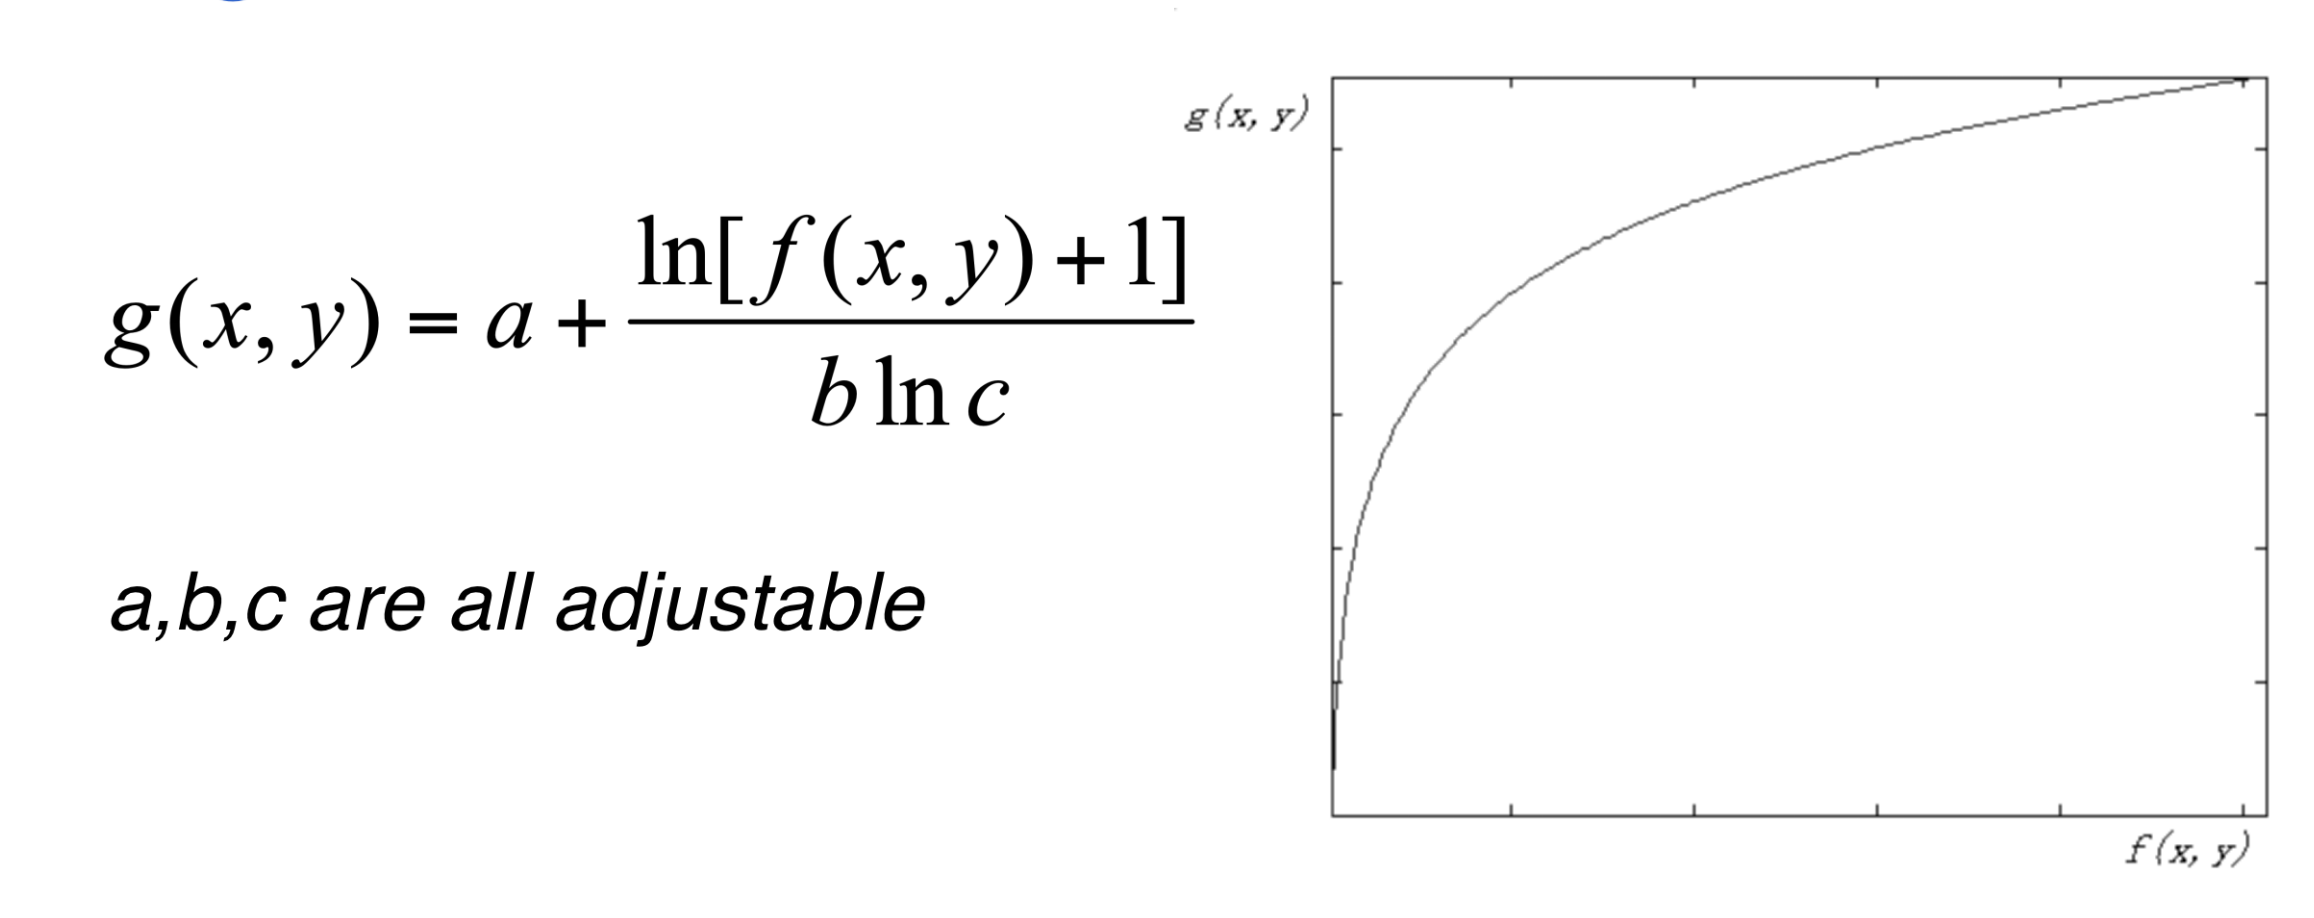 g(x, y)
g(x, y) = a + ln[f(x, y) + 1] / b ln c
a,b,c are all adjustable
f(x, y)